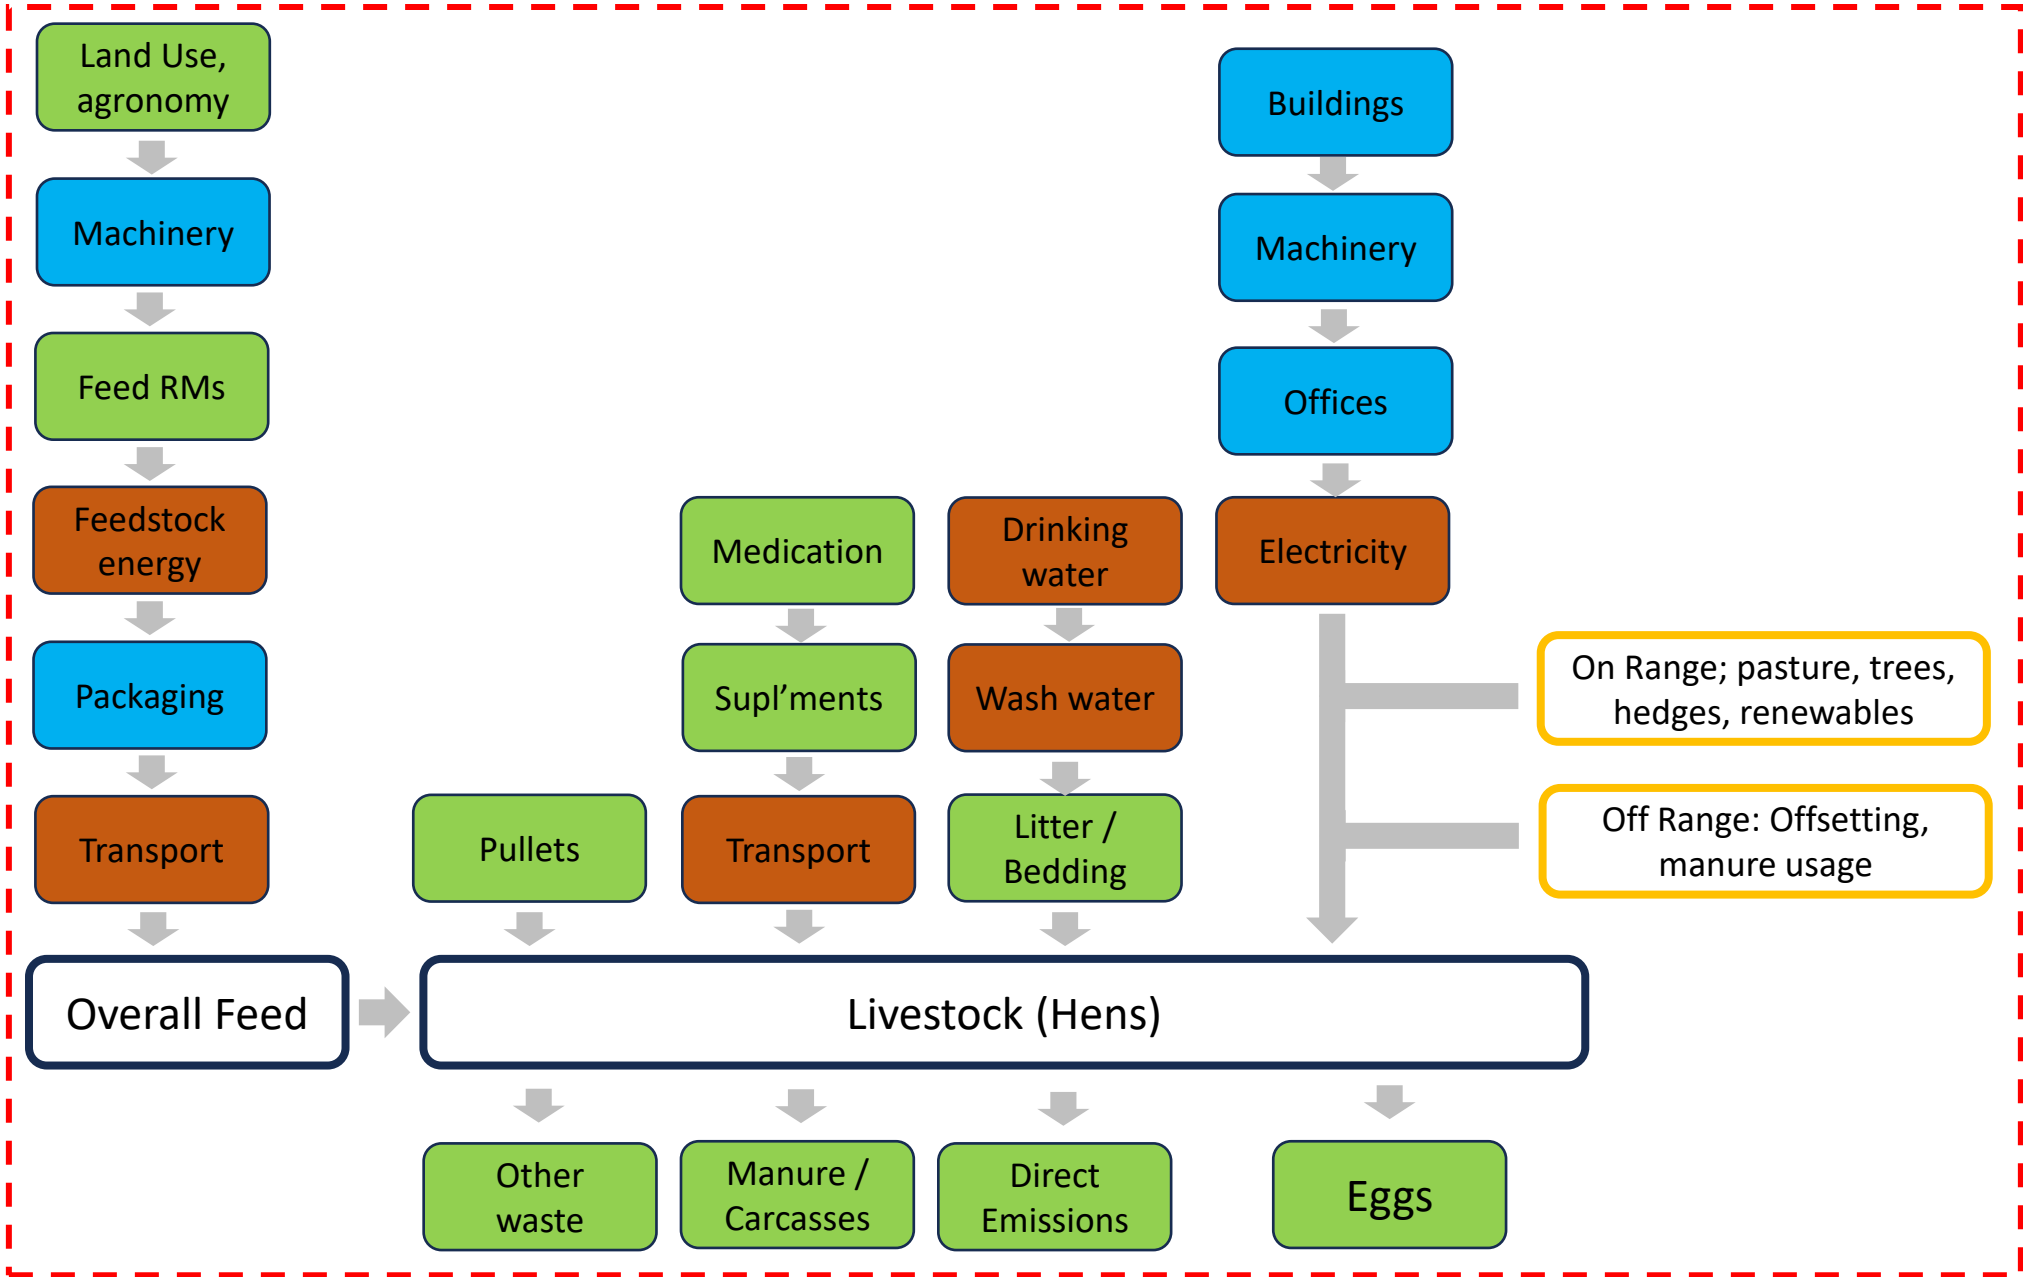 Land Use,
agronomy
Machinery
Feed RMs
Feedstock
energy
Packaging
Transport
Overall Feed
Pullets
Medication
Supl’ments
Transport
Drinking
water
Wash water
Litter /
Bedding
Buildings
Machinery
Offices
Electricity
On Range; pasture, trees,
hedges, renewables
Off Range: Offsetting,
manure usage
Livestock (Hens)
Other
waste
Manure /
Carcasses
Direct
Emissions
Eggs